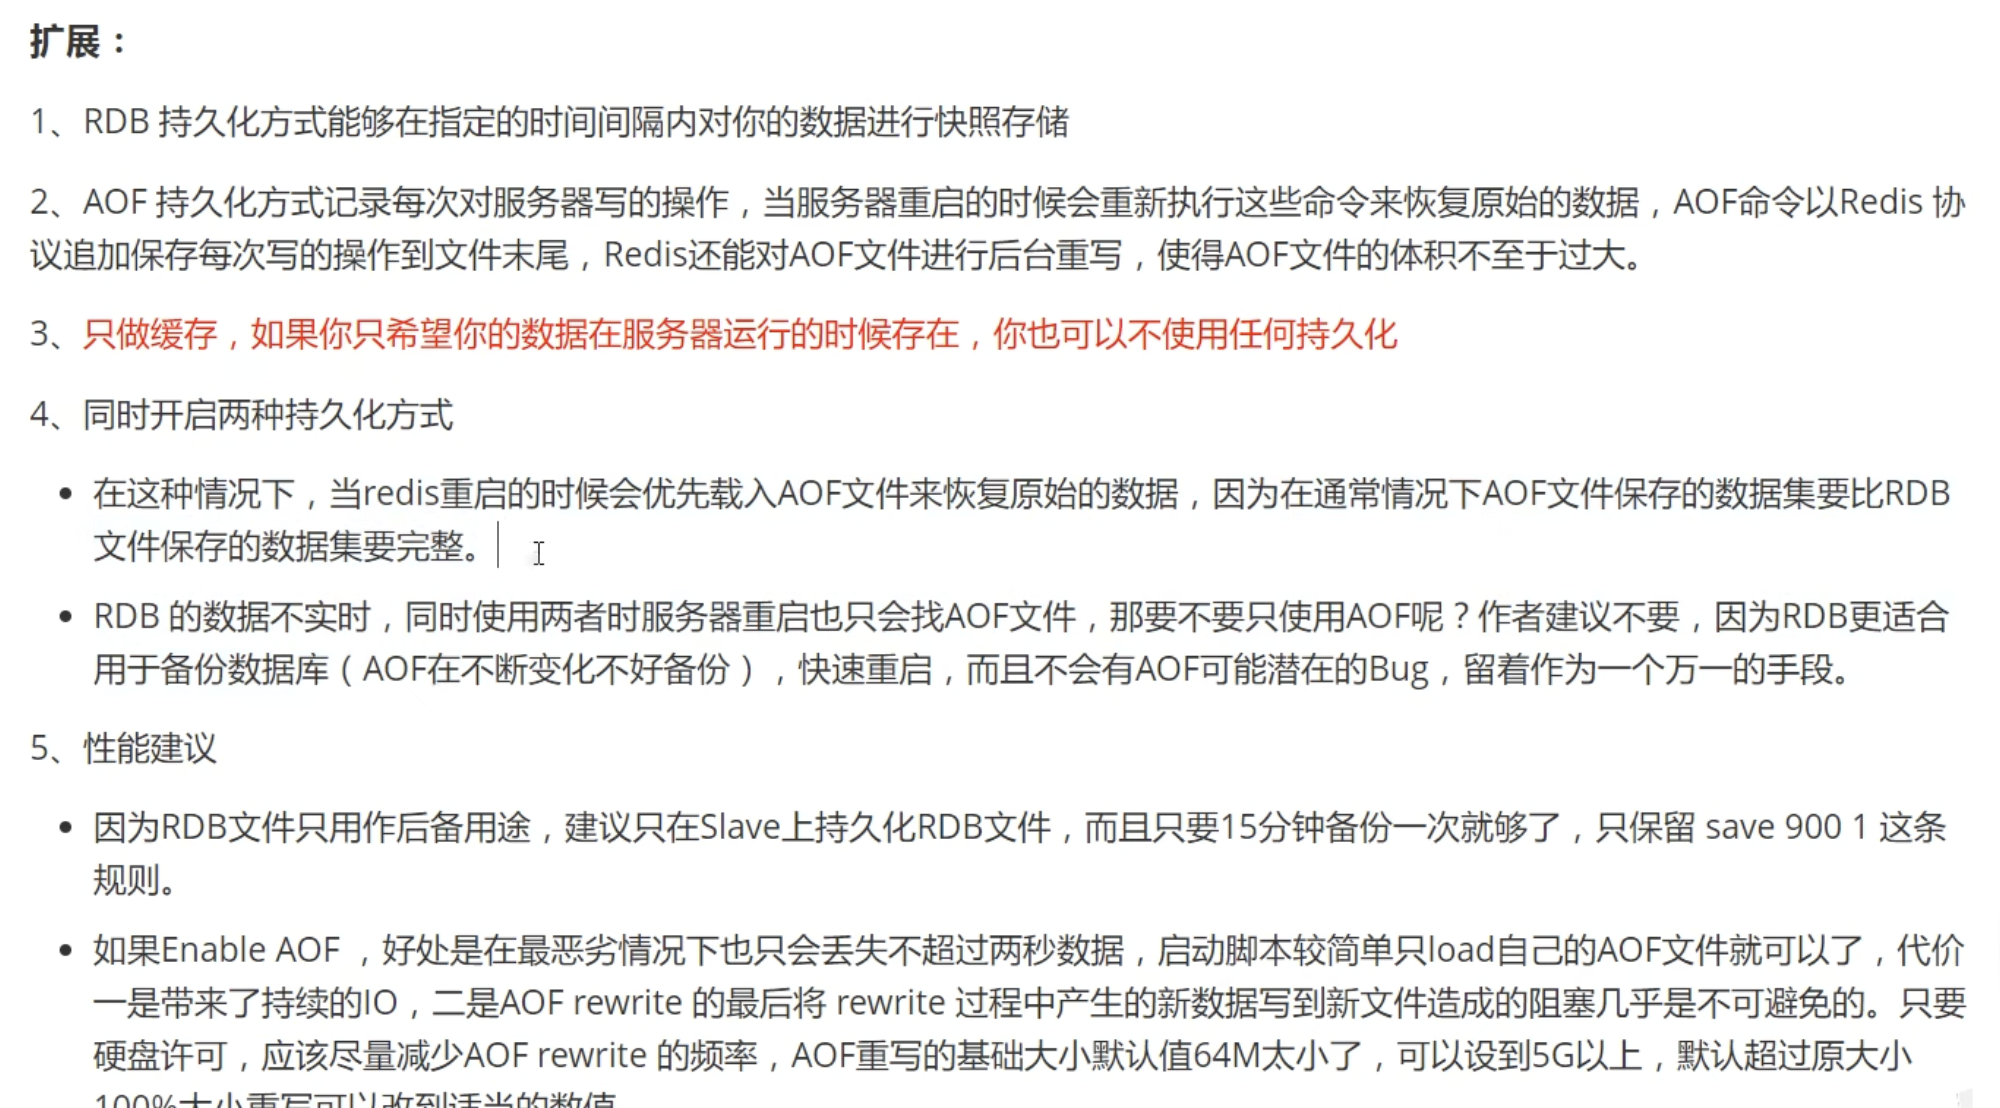 扩展：
1、RDB 持久化方式能够在指定的时间间隔内对你的数据进行快照存储
2、AOF 持久化方式记录每次对服务器写的操作，当服务器重启的时候会重新执行这些命令来恢复原始的数据，AOF命令以Redis 协
议追加保存每次写的操作到文件末尾，Redis还能对AOF文件进行后台重写，使得AOF文件的体积不至于过大。
3、只做缓存，如果你只希望你的数据在服务器运行的时候存在，你也可以不使用任何持久化
4、同时开启两种持久化方式
• 在这种情况下，当redis重启的时候会优先载入AOF文件来恢复原始的数据，因为在通常情况下AOF文件保存的数据集要比RDB
文件保存的数据集要完整。
• RDB 的数据不实时，同时使用两者时服务器重启也只会找AOF文件，那要不要只使用AOF呢？作者建议不要，因为RDB更适合
用于备份数据库（AOF在不断变化不好备份），快速重启，而且不会有AOF可能潜在的Bug，留着作为一个万一的手段。
5、性能建议
• 因为RDB文件只用作后备用途，建议只在Slave上持久化RDB文件，而且只要15分钟备份一次就够了，只保留 save 900 1 这条
规则。
• 如果Enable AOF ，好处是在最恶劣情况下也只会丢失不超过两秒数据，启动脚本较简单只load自己的AOF文件就可以了，代价
一是带来了持续的IO，二是AOF rewrite 的最后将 rewrite 过程中产生的新数据写到新文件造成的阻塞几乎是不可避免的。只要
硬盘许可，应该尽量减少AOF rewrite 的频率，AOF重写的基础大小默认值64M太小了，可以设到5G以上，默认超过原大小
100%大小重写可以改到适当的数值